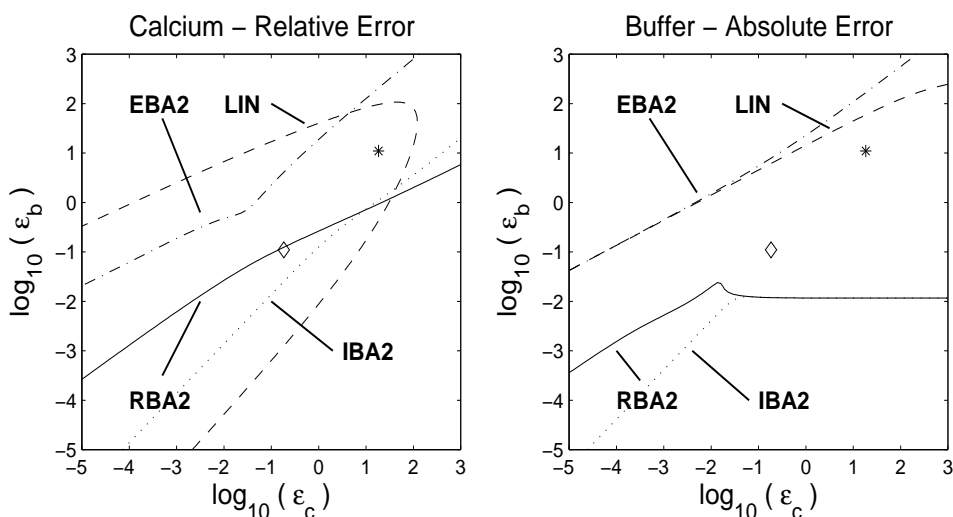 Calcium – Relative Error
3
2
1
0
−1
−2
−3
−4
−5
log10 ( εb )
EBA2
LIN
RBA2
IBA2
−5 −4 −3 −2 −1 0 1 2 3
log10 ( εc )
Buffer – Absolute Error
3
2
1
0
−1
−2
−3
−4
−5
log10 ( εb )
EBA2
LIN
RBA2
IBA2
−5 −4 −3 −2 −1 0 1 2 3
log10 ( εc )